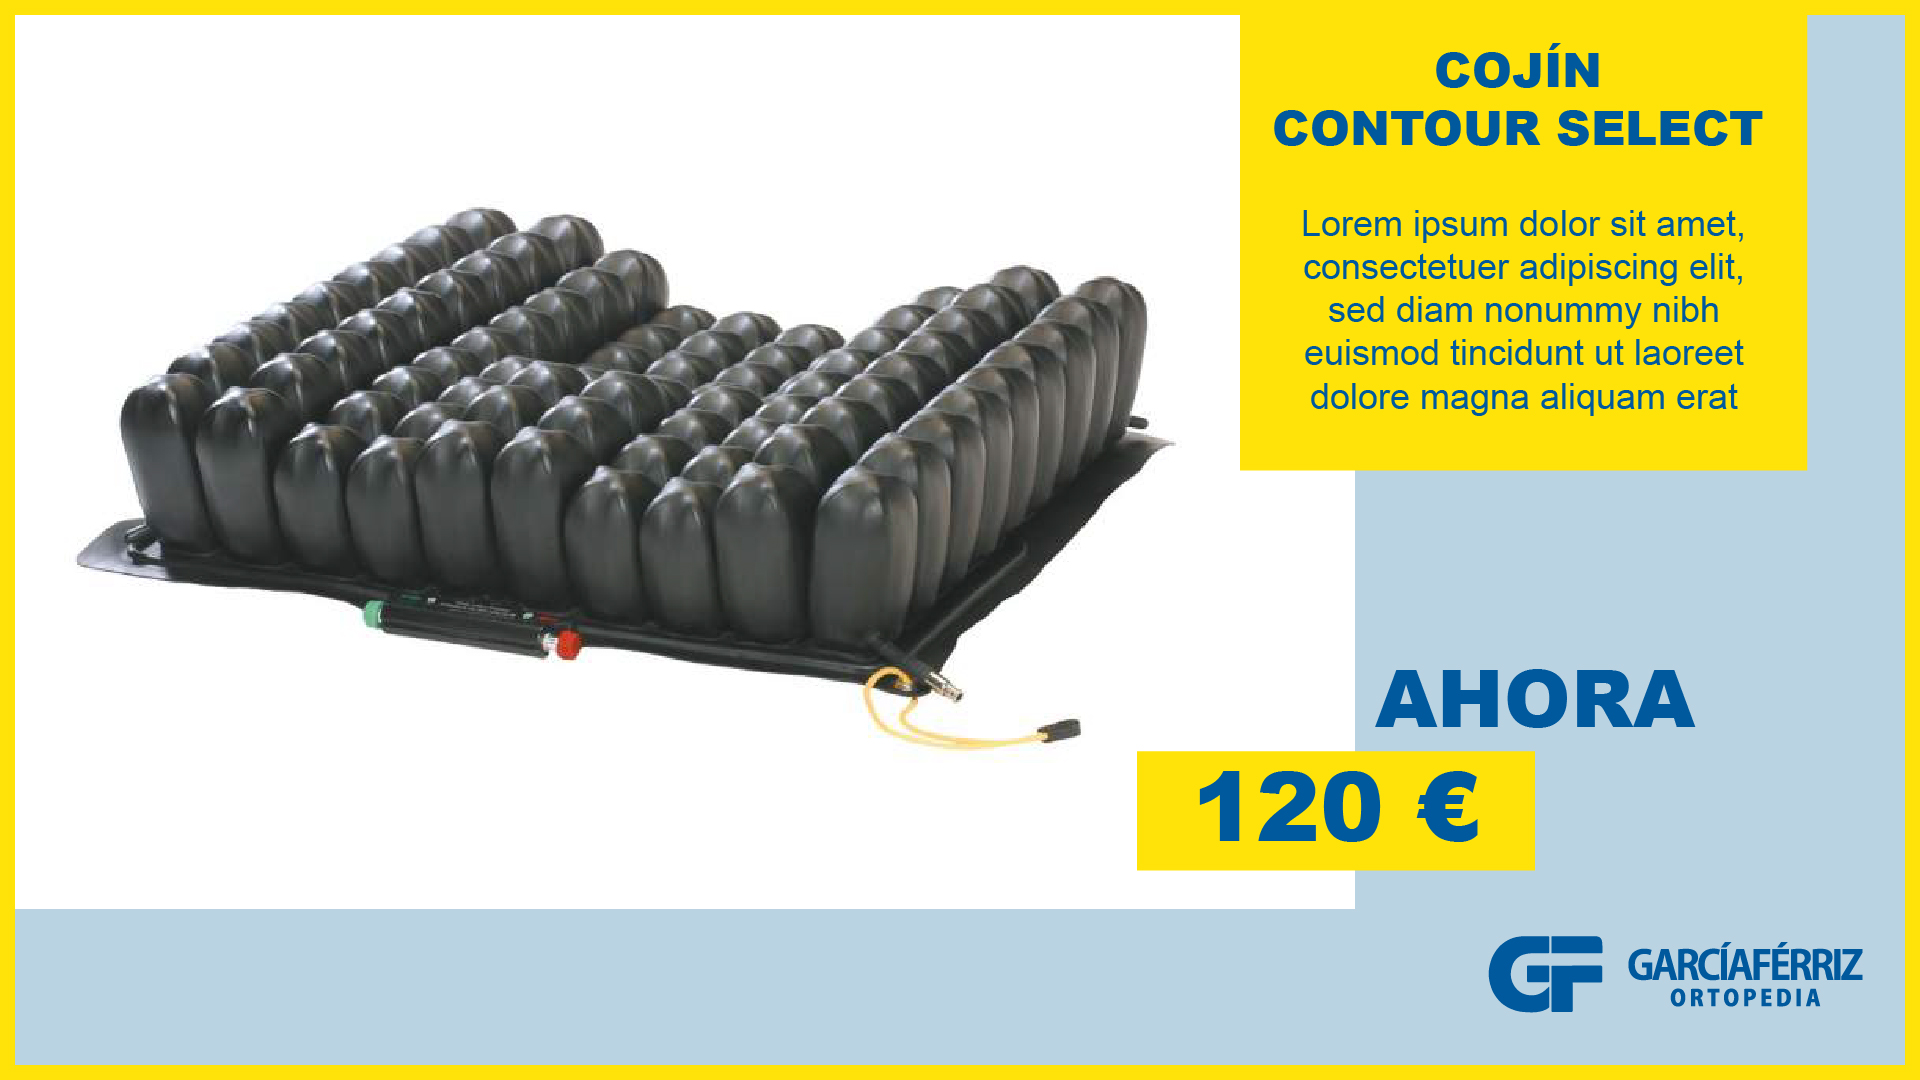 COJÍN
CONTOUR SELECT
Lorem ipsum dolor sit amet,
consectetuer adipiscing elit,
sed diam nonummy nibh
euismod tincidunt ut laoreet
dolore magna aliquam erat
AHORA
120 €
GF GARCÍAFÉRRIZ
ORTOPEDIA